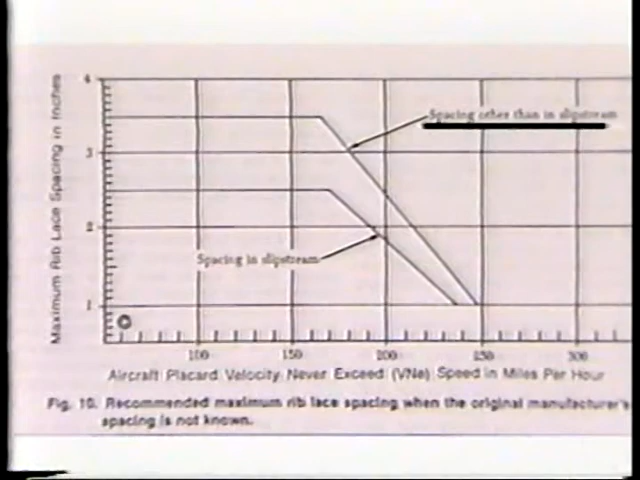 4
Spacing other than in slipstream
3
2
Spacing in slipstream
1
100 150 200 250 300
Maximum Rib Lace Spacing in Inches
Aircraft Placard Velocity Never Exceed (VNe) Speed in Miles Per Hour
Fig. 10. Recommended maximum rib lace spacing when the original manufacturer's
spacing is not known.